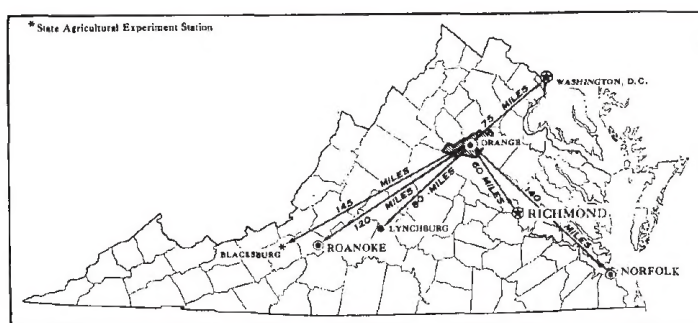 * State Agricultural Experiment Station
WASHINGTON, D.C.
75 MILES
ORANGE
145 MILES
120 MILES
80 MILES
60 MILES
140 MILES
RICHMOND
LYNCHBURG
BLACKSBURG *
ROANOKE
NORFOLK